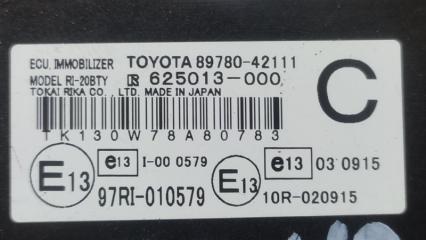 ECU, IMMOBILIZER TOYOTA 89780-42111
MODEL RI-20BTY 625013-000
TOKAI RIKA CO., LTD. MADE IN JAPAN
C
TK130W78A80783
E13 e13 I-00 0579
97RI-010579
E13 e13 03 0915
10R-020915